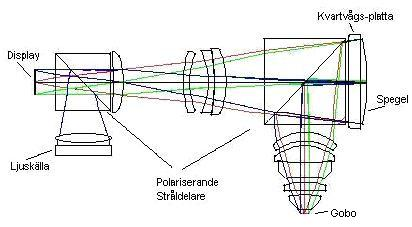 Kvartvågs-platta
Display
Spegel
Ljuskälla
Polariserande
Stråldelare
Gobo